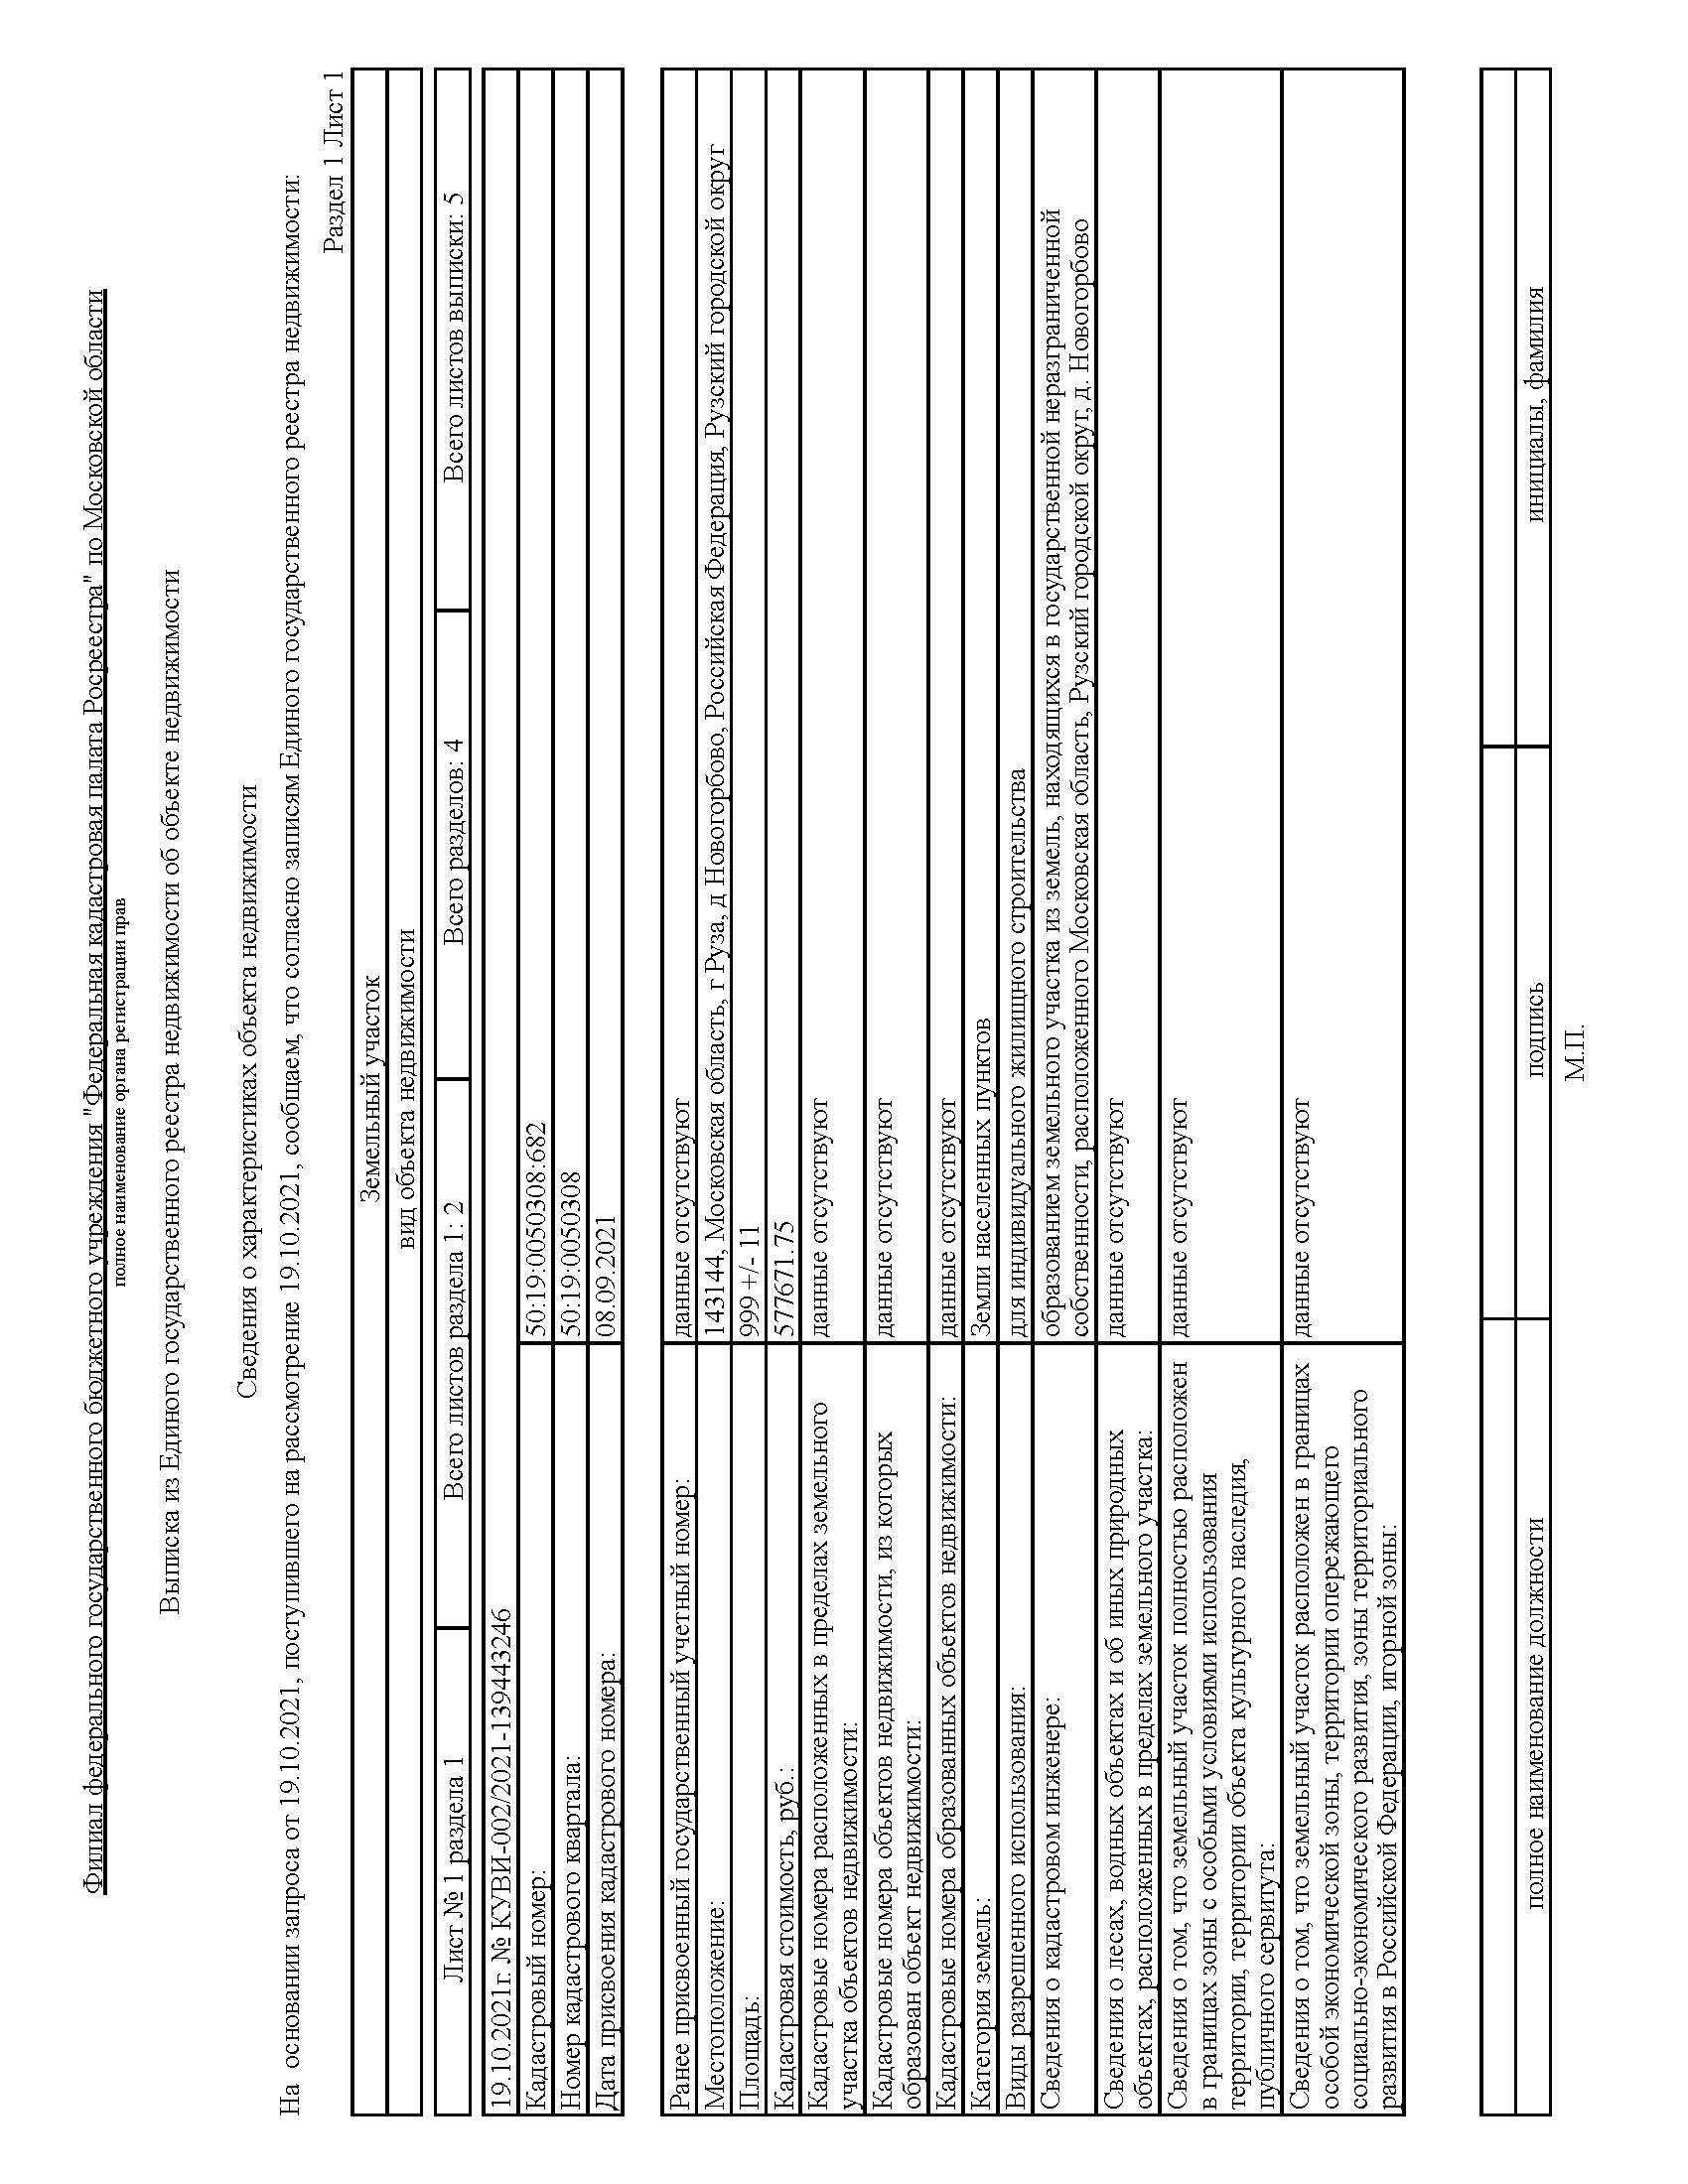 Филиал федерального государственного бюджетного учреждения "Федеральная кадастровая палата Росреестра" по Московской области
полное наименование органа регистрации прав
Выписка из Единого государственного реестра недвижимости об объекте недвижимости
Сведения о характеристиках объекта недвижимости
На основании запроса от 19.10.2021, поступившего на рассмотрение 19.10.2021, сообщаем, что согласно записям Единого государственного реестра недвижимости:
Раздел 1 Лист 1
Земельный участок
вид объекта недвижимости
Лист № 1 раздела 1 Всего листов раздела 1: 2 Всего разделов: 4 Всего листов выписки: 5
19.10.2021г. № КУВИ-002/2021-139443246
Кадастровый номер: 50:19:0050308:682
Номер кадастрового квартала: 50:19:0050308
Дата присвоения кадастрового номера: 08.09.2021
Ранее присвоенный государственный учетный номер: данные отсутствуют
Местоположение: 143144, Московская область, г Руза, д Новогорбово, Российская Федерация, Рузский городской округ
Площадь: 999 +/- 11
Кадастровая стоимость, руб.: 577671.75
Кадастровые номера расположенных в пределах земельного данные отсутствуют
участка объектов недвижимости:
Кадастровые номера объектов недвижимости, из которых данные отсутствуют
образован объект недвижимости:
Кадастровые номера образованных объектов недвижимости: данные отсутствуют
Категория земель: Земли населенных пунктов
Виды разрешенного использования: для индивидуального жилищного строительства
Сведения о кадастровом инженере: образованием земельного участка из земель, находящихся в государственной неразграниченной
собственности, расположенного Московская область, Рузский городской округ, д. Новогорбово
Сведения о лесах, водных объектах и об иных природных данные отсутствуют
объектах, расположенных в пределах земельного участка:
Сведения о том, что земельный участок полностью расположен данные отсутствуют
в границах зоны с особыми условиями использования
территории, территории объекта культурного наследия,
публичного сервитута:
Сведения о том, что земельный участок расположен в границах данные отсутствуют
особой экономической зоны, территории опережающего
социально-экономического развития, зоны территориального
развития в Российской Федерации, игорной зоны:
полное наименование должности подпись инициалы, фамилия
М.П.